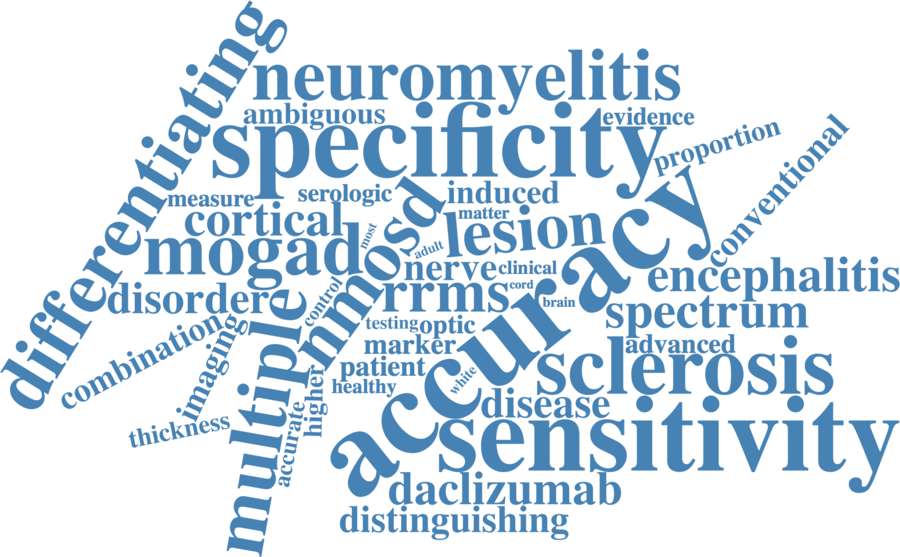 differentiating
neuromyelitis
ambiguous
evidence
specificity
proportion
conventional
measure
serologic
induced
cortical
matter
lesion
mogad
most
adult
nmosd
accuracy
nerve
clinical
encephalitis
disordere
control
rrms
cord
brain
spectrum
combination
imaging
testing
optic
marker
advanced
multiple
patient
sclerosis
healthy
white
higher
disease
thickness
accurate
sensitivity
daclizumab
distinguishing